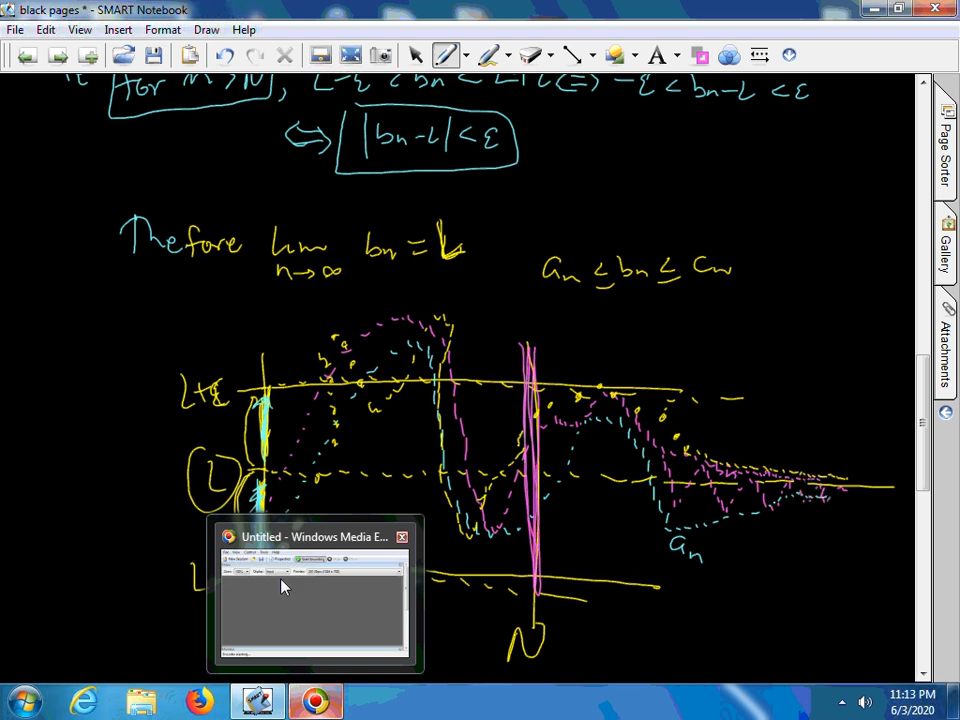 black pages * - SMART Notebook
File Edit View Insert Format Draw Help
for n > N, L-ε < bn < L+ε <=> -ε < bn-L < ε
<=> |bn-L| < ε
Therefore lim bn = L
n→∞
an ≤ bn ≤ cn
L+ε
L
L
an
N
Untitled - Windows Media E...
Page Sorter
Gallery
Attachments
11:13 PM
6/3/2020